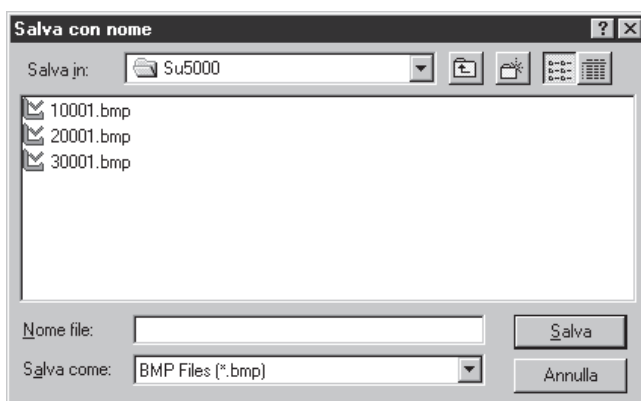 Salva con nome
Salva in: Su5000
10001.bmp
20001.bmp
30001.bmp
Nome file: Salva
Salva come: BMP Files (*.bmp) Annulla